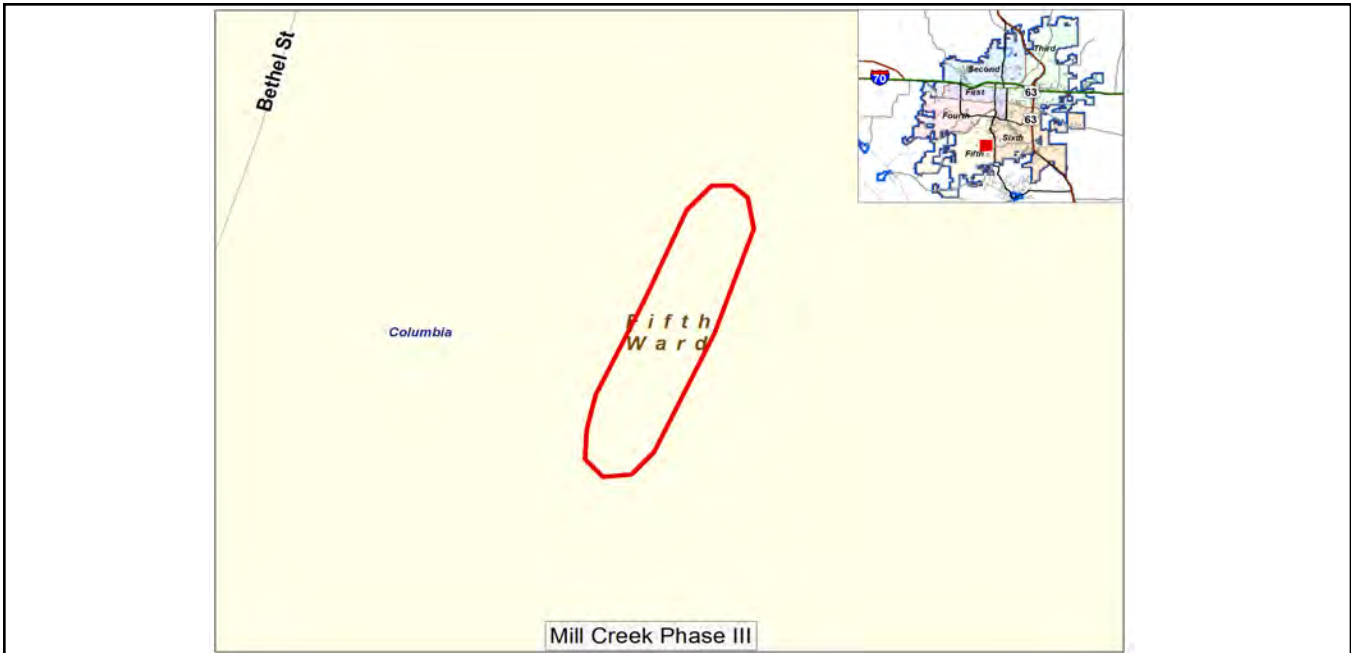 Bethel St
Third
Second
70
First
63
Fourth
63
Sixth
Fifth
Columbia
Fifth
Ward
Mill Creek Phase III